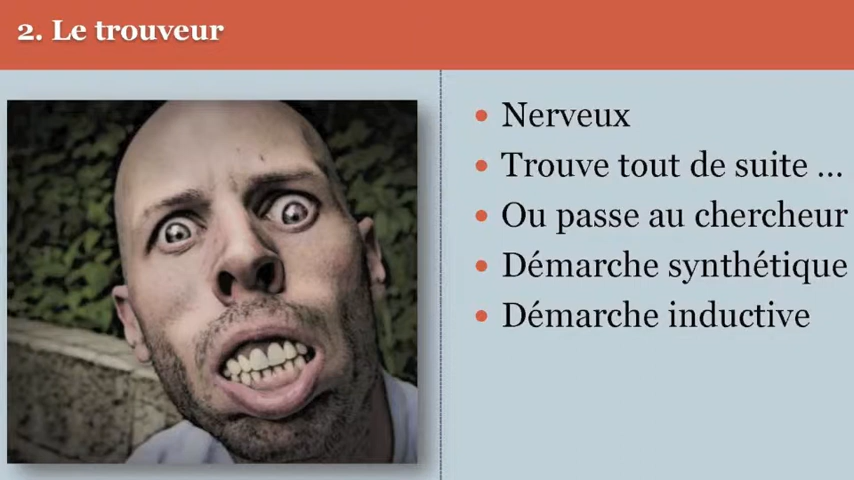 2. Le trouveur
Nerveux
Trouve tout de suite ...
Ou passe au chercheur
Démarche synthétique
Démarche inductive